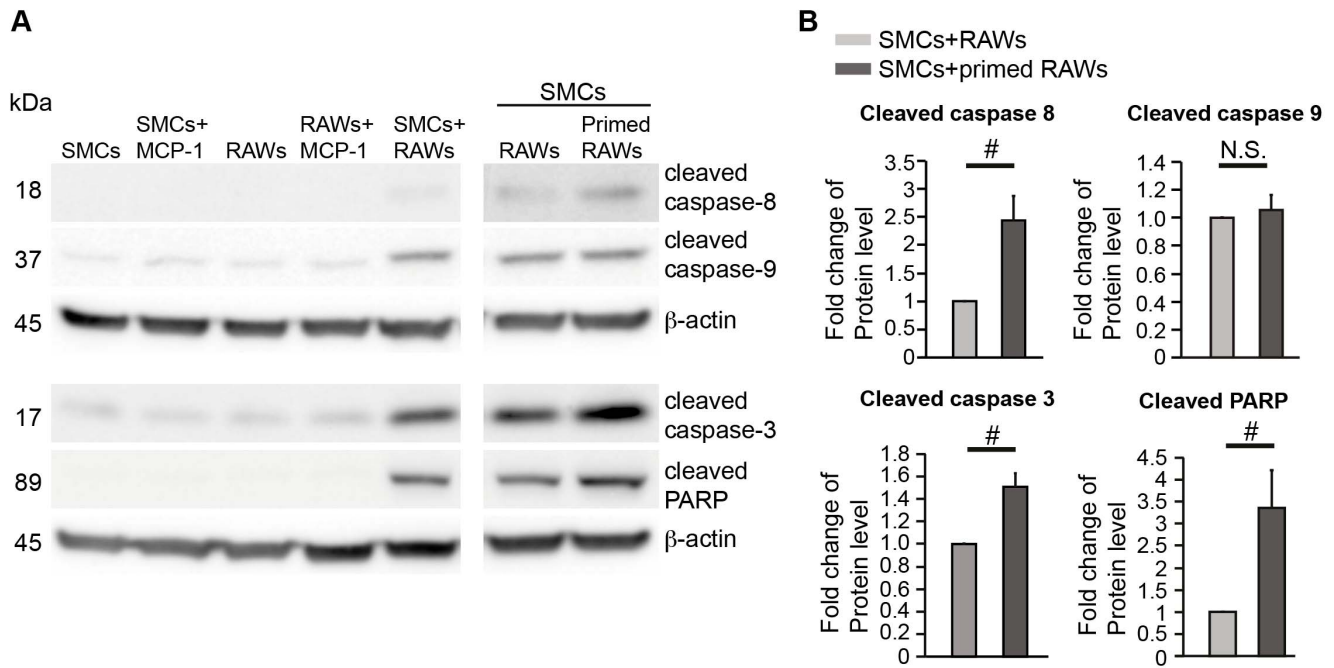 A
kDa
SMCs
SMCs+
MCP-1
RAWs
RAWs+
MCP-1
SMCs+
RAWs
SMCs
RAWs
Primed
RAWs
18
cleaved
caspase-8
37
cleaved
caspase-9
45
β-actin
17
cleaved
caspase-3
89
cleaved
PARP
45
β-actin
B
SMCs+RAWs
SMCs+primed RAWs
Cleaved caspase 8
Fold change of
Protein level
3.5
3
2.5
2
1.5
1
0.5
0
#
Cleaved caspase 9
Fold change of
Protein level
1.4
1.2
1.0
0.8
0.6
0.4
0.2
0
N.S.
Cleaved caspase 3
Fold change of
Protein level
1.8
1.6
1.4
1.2
1.0
0.8
0.6
0.4
0.2
0
#
Cleaved PARP
Fold change of
Protein level
4.5
4
3.5
3
2.5
2
1.5
1
0.5
0
#